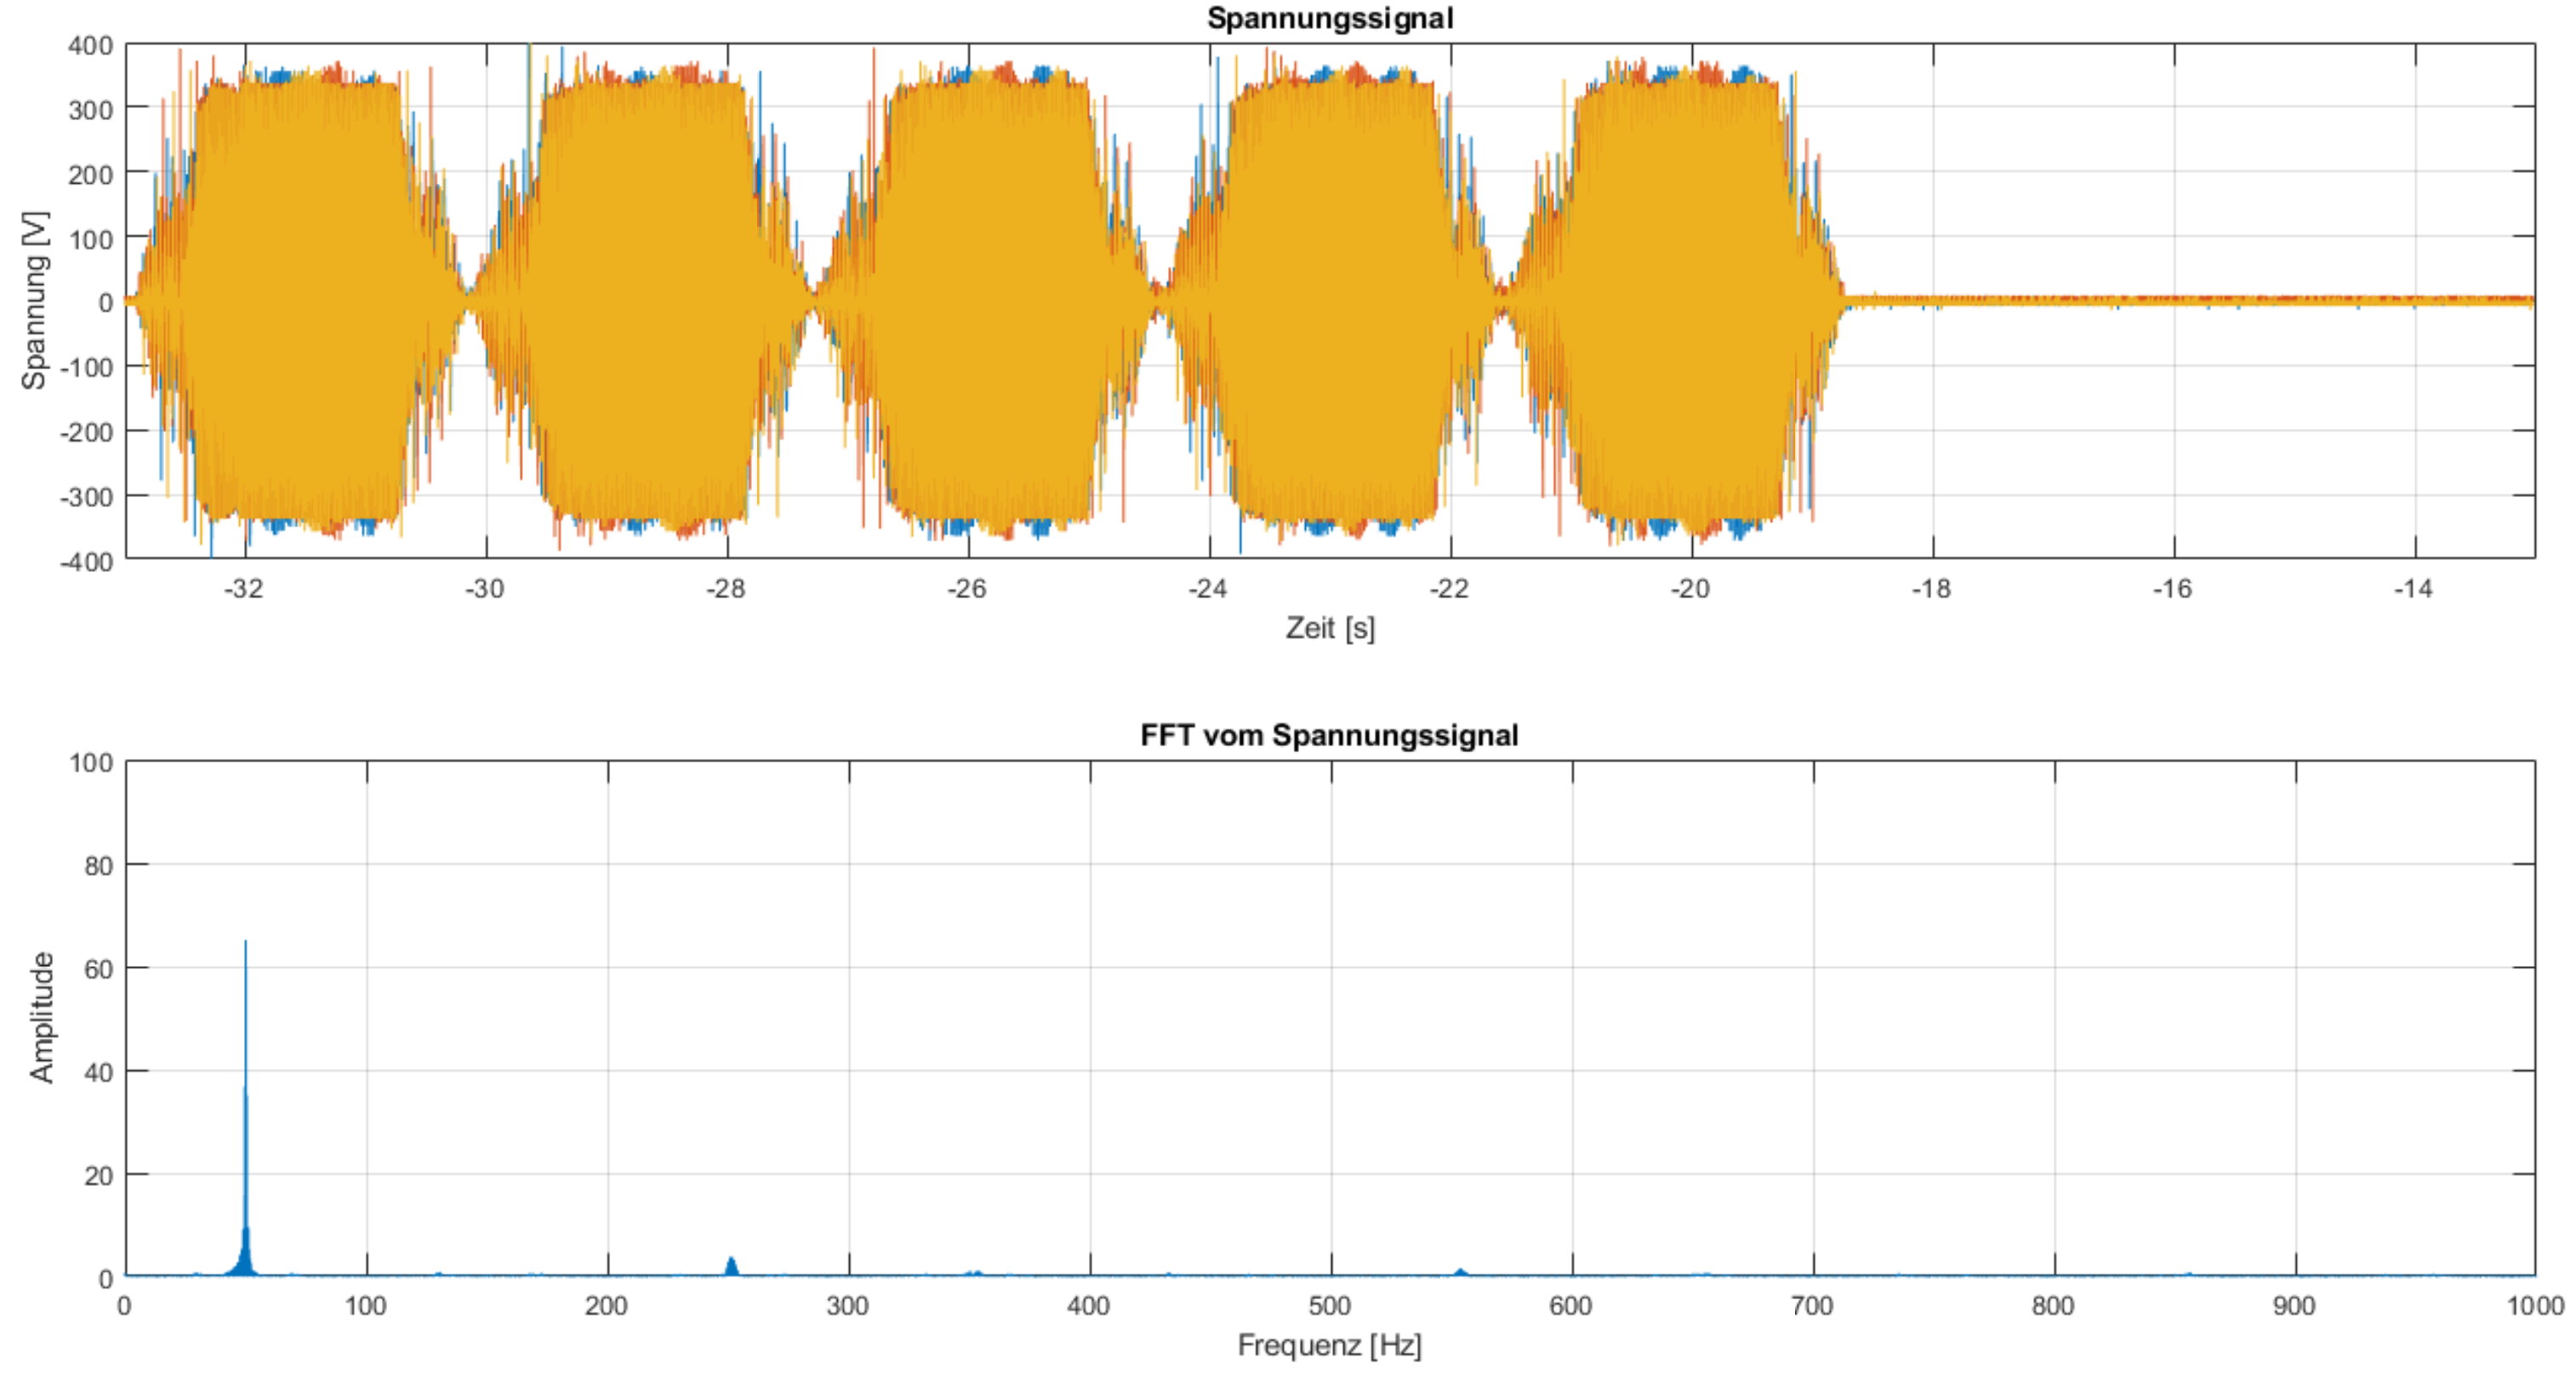 Spannungssignal
400
300
200
100
0
-100
-200
-300
-400
Spannung [V]
-32 -30 -28 -26 -24 -22 -20 -18 -16 -14
Zeit [s]
FFT vom Spannungssignal
100
80
60
40
20
0
Amplitude
0 100 200 300 400 500 600 700 800 900 1000
Frequenz [Hz]